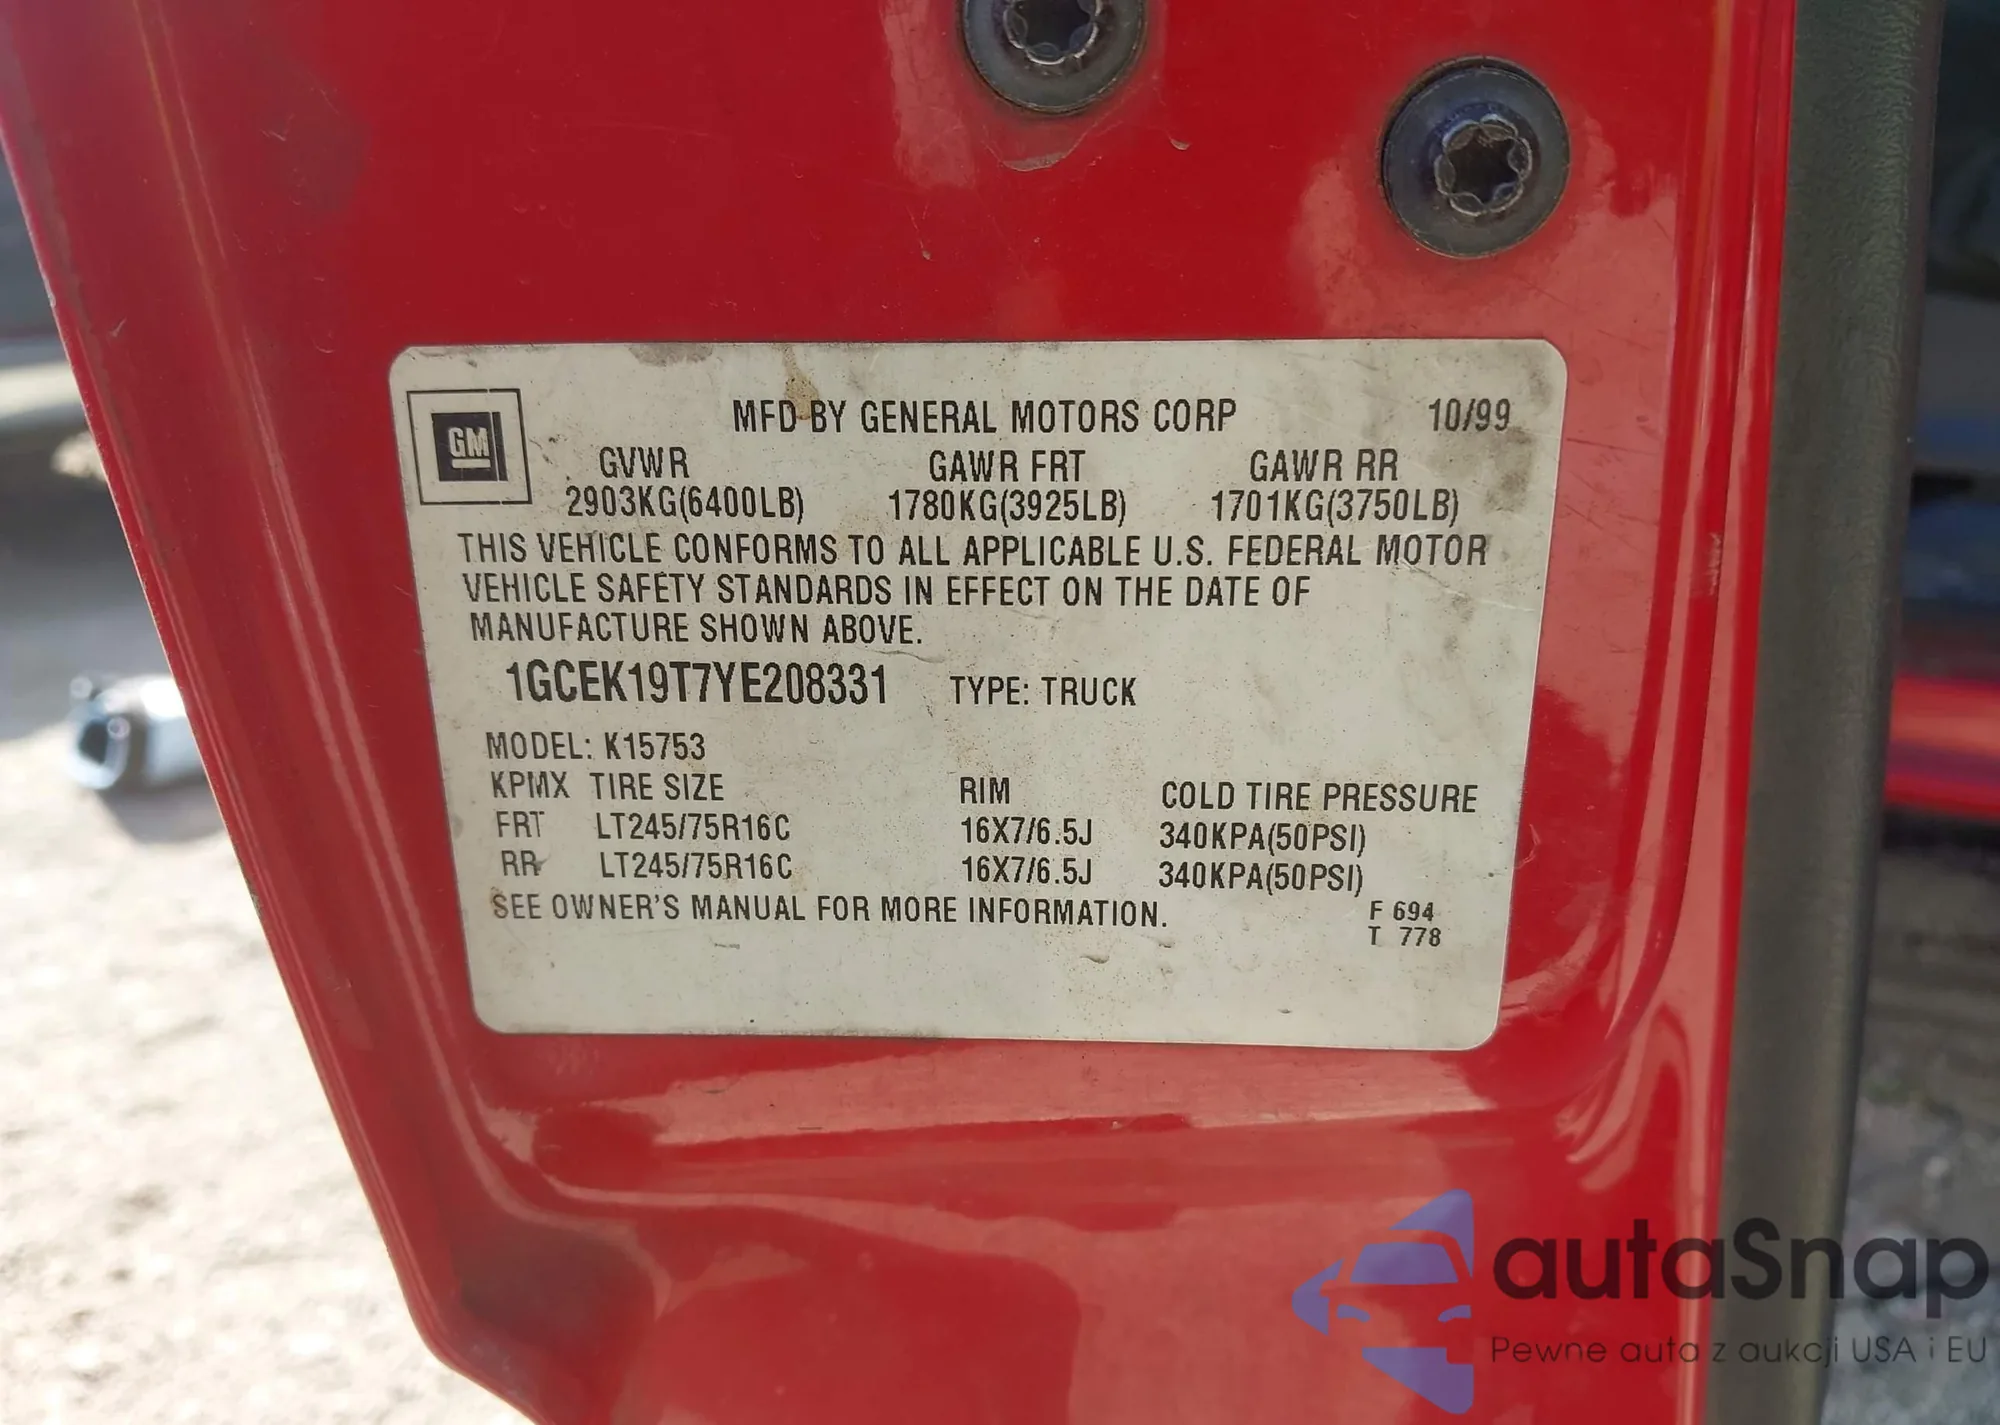 MFD BY GENERAL MOTORS CORP 10/99
GM
GVWR GAWR FRT GAWR RR
2903KG(6400LB) 1780KG(3925LB) 1701KG(3750LB)
THIS VEHICLE CONFORMS TO ALL APPLICABLE U.S. FEDERAL MOTOR
VEHICLE SAFETY STANDARDS IN EFFECT ON THE DATE OF
MANUFACTURE SHOWN ABOVE.
1GCEK19T7YE208331 TYPE: TRUCK
MODEL: K15753
KPMX TIRE SIZE RIM COLD TIRE PRESSURE
FRT LT245/75R16C 16X7/6.5J 340KPA(50PSI)
RR LT245/75R16C 16X7/6.5J 340KPA(50PSI)
SEE OWNER'S MANUAL FOR MORE INFORMATION. F 694
T 778
autaSnap
Pewne auta z aukcji USA i EU